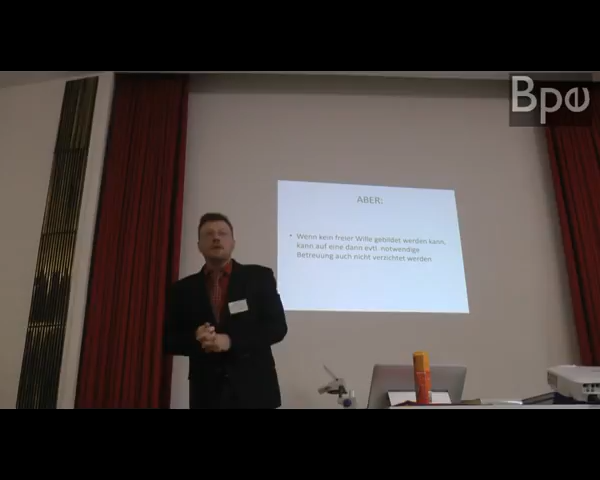 Bpe
ABER:
• Wenn kein freier Wille gebildet werden kann,
kann auf eine dann evtl. notwendige
Betreuung auch nicht verzichtet werden